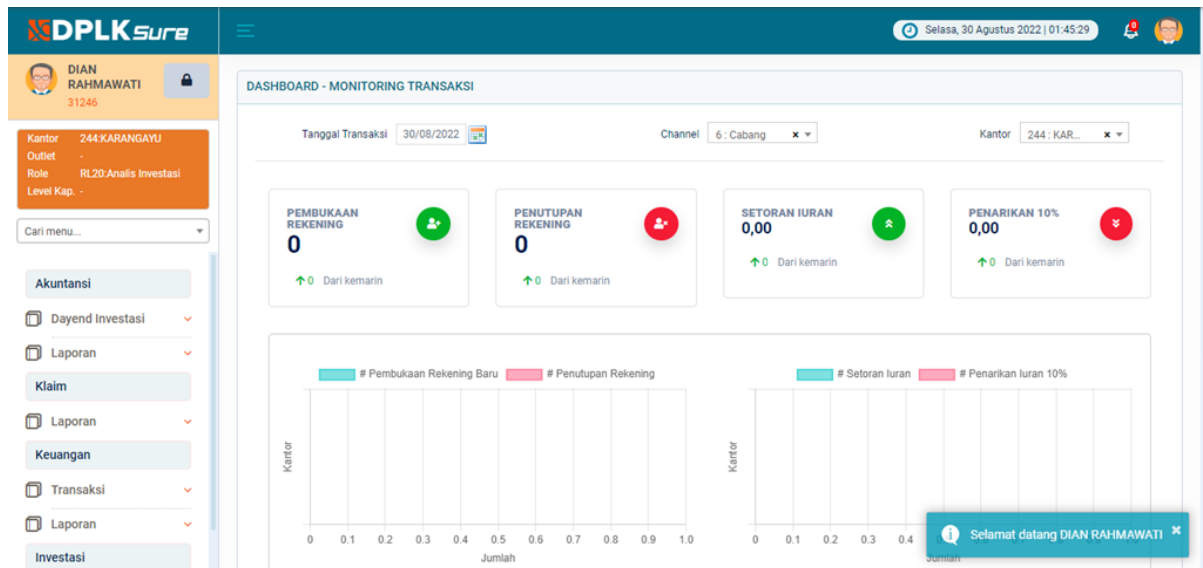 DPLKSure
Selasa, 30 Agustus 2022 | 01:45:29
DIAN
RAHMAWATI
31246
Kantor 244:KARANGAYU
Outlet -
Role RL20:Analis Investasi
Level Kap. -
Cari menu...
Akuntansi
Dayend Investasi
Laporan
Klaim
Laporan
Keuangan
Transaksi
Laporan
Investasi
DASHBOARD - MONITORING TRANSAKSI
Tanggal Transaksi 30/08/2022 Channel 6 : Cabang x Kantor 244 : KAR... x
PEMBUKAAN
REKENING
0
0 Dari kemarin
PENUTUPAN
REKENING
0
0 Dari kemarin
SETORAN IURAN
0,00
0 Dari kemarin
PENARIKAN 10%
0,00
0 Dari kemarin
# Pembukaan Rekening Baru # Penutupan Rekening
Kantor
0 0.1 0.2 0.3 0.4 0.5 0.6 0.7 0.8 0.9 1.0
Jumlah
# Setoran Iuran # Penarikan Iuran 10%
Kantor
0 0.1 0.2 0.3 0.4
Jumlah
Selamat datang DIAN RAHMAWATI ×